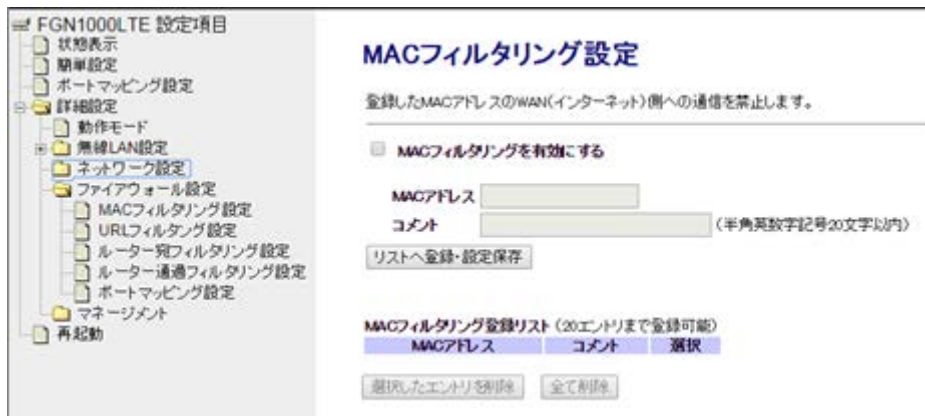 FGN1000LTE 設定項目
状態表示
簡単設定
ポートマッピング設定
詳細設定
動作モード
無線LAN設定
ネットワーク設定
ファイアウォール設定
MACフィルタリング設定
URLフィルタング設定
ルーター宛フィルタリング設定
ルーター通過フィルタリング設定
ポートマッピング設定
マネージメント
再起動
MACフィルタリング設定
登録したMACアドレスのWAN(インターネット)側への通信を禁止します。
MACフィルタリングを有効にする
MACアドレス
コメント (半角英数字記号20文字以内)
リストへ登録・設定保存
MACフィルタリング登録リスト (20エントリまで登録可能)
MACアドレス コメント 選択
選択したエントリを削除 全て削除